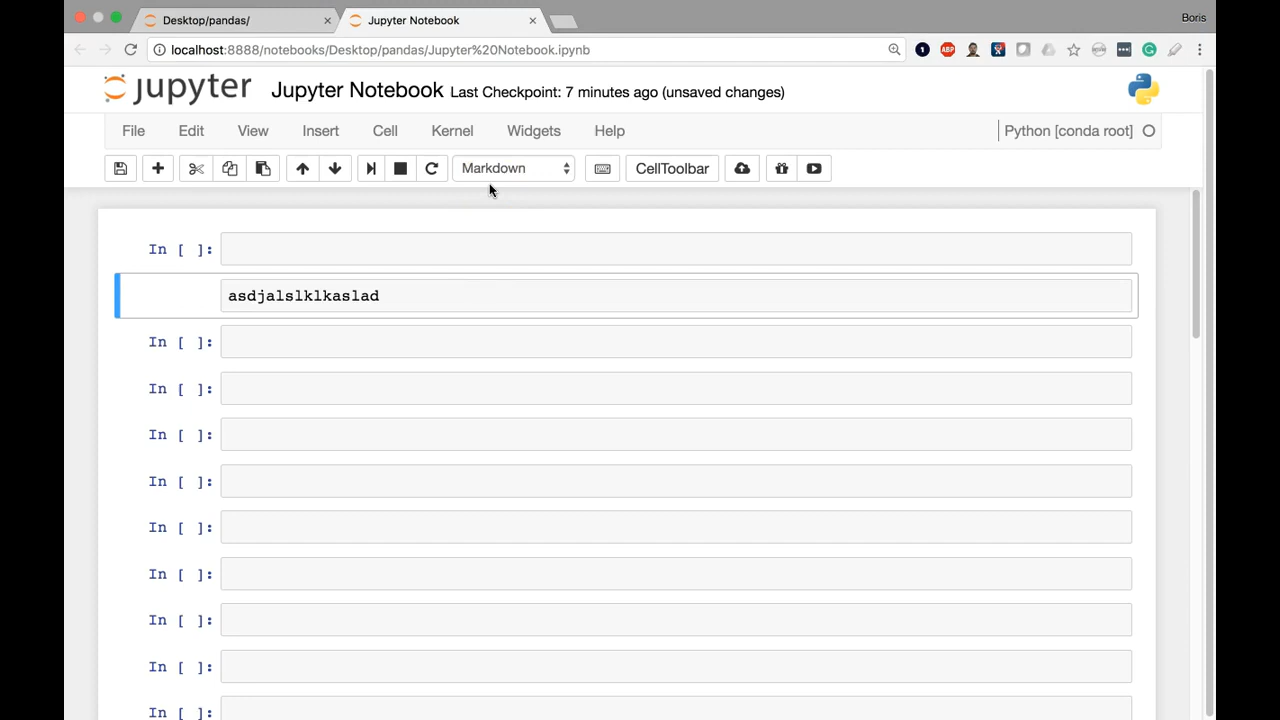 Desktop/pandas/
Jupyter Notebook
Boris
localhost:8888/notebooks/Desktop/pandas/Jupyter%20Notebook.ipynb
1
ABP
jupyter
Jupyter Notebook Last Checkpoint: 7 minutes ago (unsaved changes)
File Edit View Insert Cell Kernel Widgets Help
Python [conda root]
Markdown
CellToolbar
In [ ]:
asdjalslklkaslad
In [ ]:
In [ ]:
In [ ]:
In [ ]:
In [ ]:
In [ ]:
In [ ]:
In [ ]:
In [ ]: